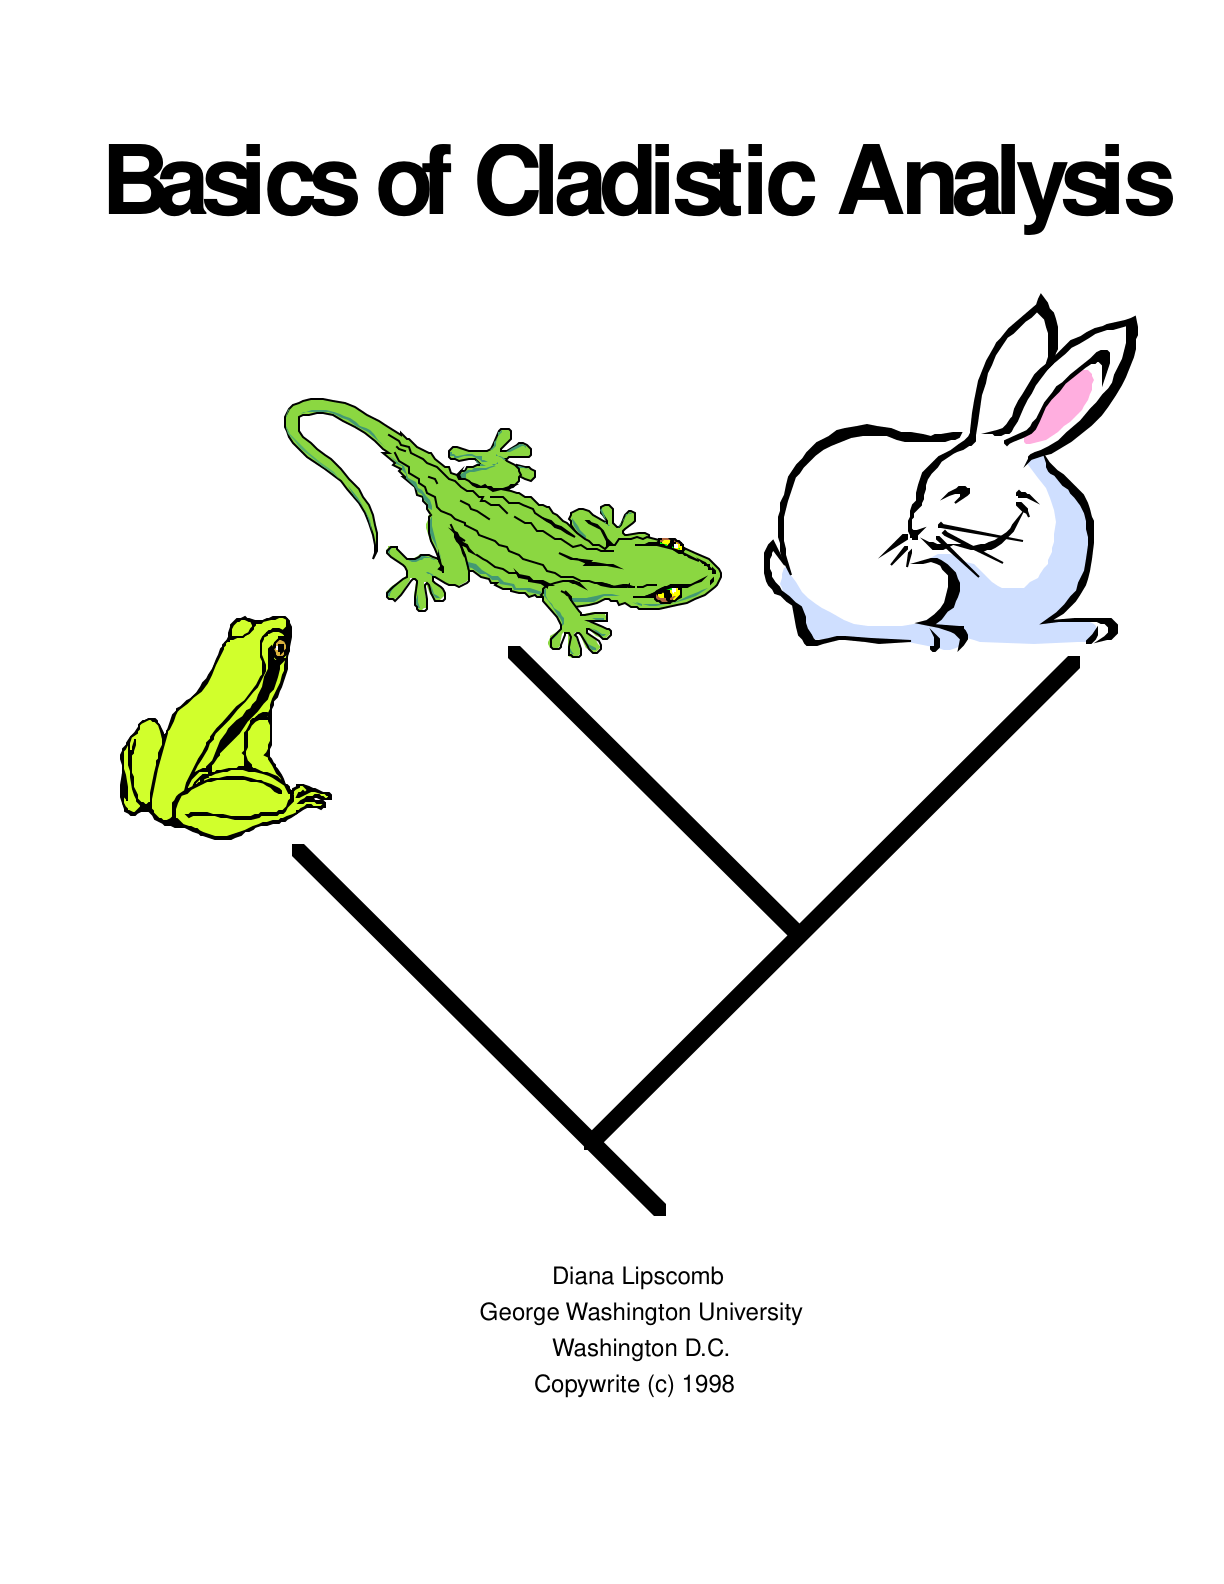 Basics of Cladistic Analysis
Diana Lipscomb
George Washington University
Washington D.C.
Copywrite (c) 1998